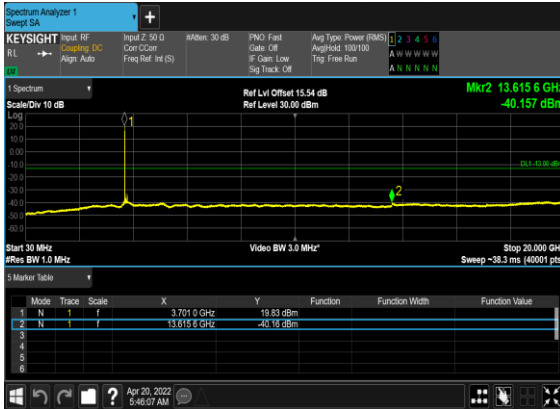 Spectrum Analyzer 1
Swept SA
+
KEYSIGHT Input: RF Input Z: 50 Ω #Atten: 30 dB PNO: Fast Avg Type: Power (RMS) 1 2 3 4 5 6
RL Coupling: DC Corr CCorr Gate: Off Avg|Hold: 100/100 A W W W W W
Align: Auto Freq Ref: Int (S) IF Gain: Low Trig: Free Run
Sig Track: Off A N N N N N
1 Spectrum Ref Lvl Offset 15.54 dB Mkr2 13.615 6 GHz
Scale/Div 10 dB Ref Level 30.00 dBm -40.157 dBm
Log
1
20.0
10.0
0.00
-10.0 DL1 -13.00 dBm
-20.0
-30.0 2
-40.0
-50.0
-60.0
Start 30 MHz Video BW 3.0 MHz* Stop 20.000 GHz
#Res BW 1.0 MHz Sweep ~38.3 ms (40001 pts)
5 Marker Table
Mode Trace Scale X Y Function Function Width Function Value
1 N 1 f 3.701 0 GHz 19.83 dBm
2 N 1 f 13.615 6 GHz -40.16 dBm
3
4
5
6
? Apr 20, 2022
5:46:07 AM